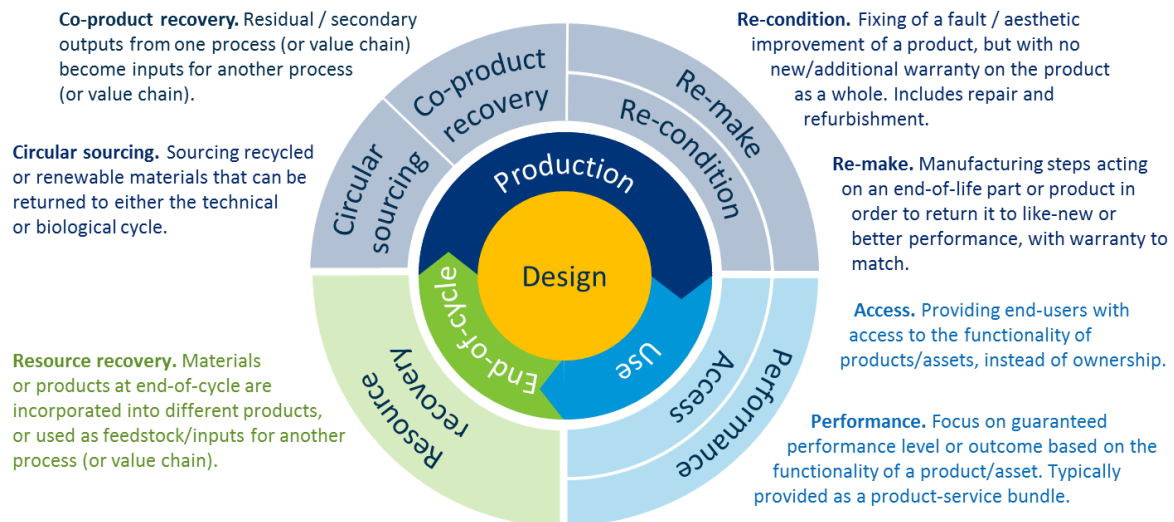 Co-product recovery. Residual / secondary
outputs from one process (or value chain)
become inputs for another process
(or value chain).
Circular sourcing. Sourcing recycled
or renewable materials that can be
returned to either the technical
or biological cycle.
Resource recovery. Materials
or products at end-of-cycle are
incorporated into different products,
or used as feedstock/inputs for another
process (or value chain).
Co-product
recovery
Circular
sourcing
Re-make
Re-condition
Production
Design
End-of-cycle
Use
Resource
recovery
Access
Performance
Re-condition. Fixing of a fault / aesthetic
improvement of a product, but with no
new/additional warranty on the product
as a whole. Includes repair and
refurbishment.
Re-make. Manufacturing steps acting
on an end-of-life part or product in
order to return it to like-new or
better performance, with warranty to
match.
Access. Providing end-users with
access to the functionality of
products/assets, instead of ownership.
Performance. Focus on guaranteed
performance level or outcome based on the
functionality of a product/asset. Typically
provided as a product-service bundle.